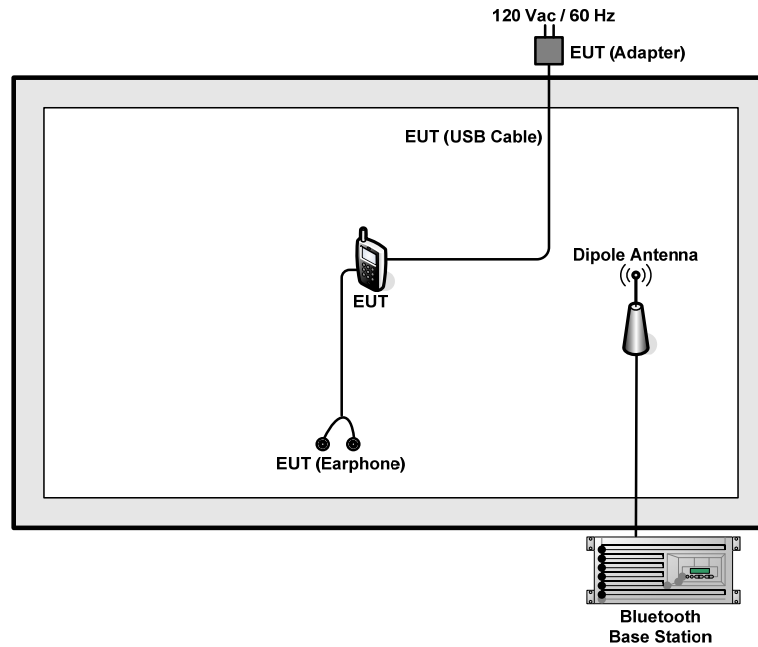 120 Vac / 60 Hz
EUT (Adapter)
EUT (USB Cable)
Dipole Antenna
EUT
EUT (Earphone)
Bluetooth
Base Station